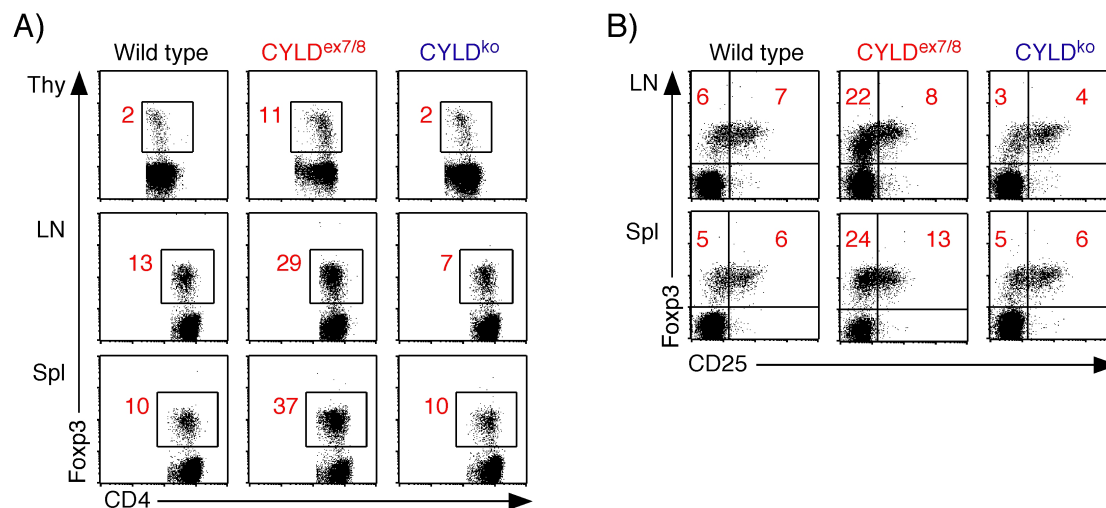 A)
Wild type CYLDex7/8 CYLDko
Thy
2 11 2
LN
13 29 7
Spl
10 37 10
Foxp3
CD4
B)
Wild type CYLDex7/8 CYLDko
LN
6 7 22 8 3 4
Spl
5 6 24 13 5 6
Foxp3
CD25